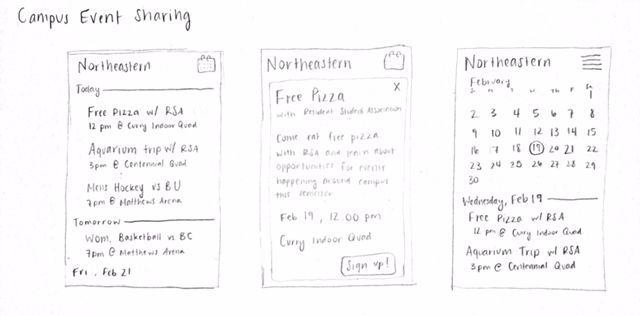 Campus Event Sharing
Northeastern
Today
Free Pizza w/ RSA
12 pm @ Curry Indoor Quad
Aquarium trip w/ RSA
3pm @ Centennial Quad
Mens Hockey vs BU
7pm @ Matthews Arena
Tomorrow
Wom. Basketball vs BC
7pm @ Matthews Arena
Fri, Feb 21
Northeastern
X
Free Pizza
with Resident Student Association
Come eat free pizza
with RSA and learn about
opportunities for
happening around campus
this semester
Feb 19, 12:00 pm
Curry Indoor Quad
Sign up!
Northeastern
February
S M T W Th F Sa
1
2 3 4 5 6 7 8
9 10 11 12 13 14 15
16 17 18 19 20 21 22
23 24 25 26 27 28 29
30
Wednesday, Feb 19
Free Pizza w/ RSA
12 pm @ Curry Indoor Quad
Aquarium Trip w/ RSA
3pm @ Centennial Quad